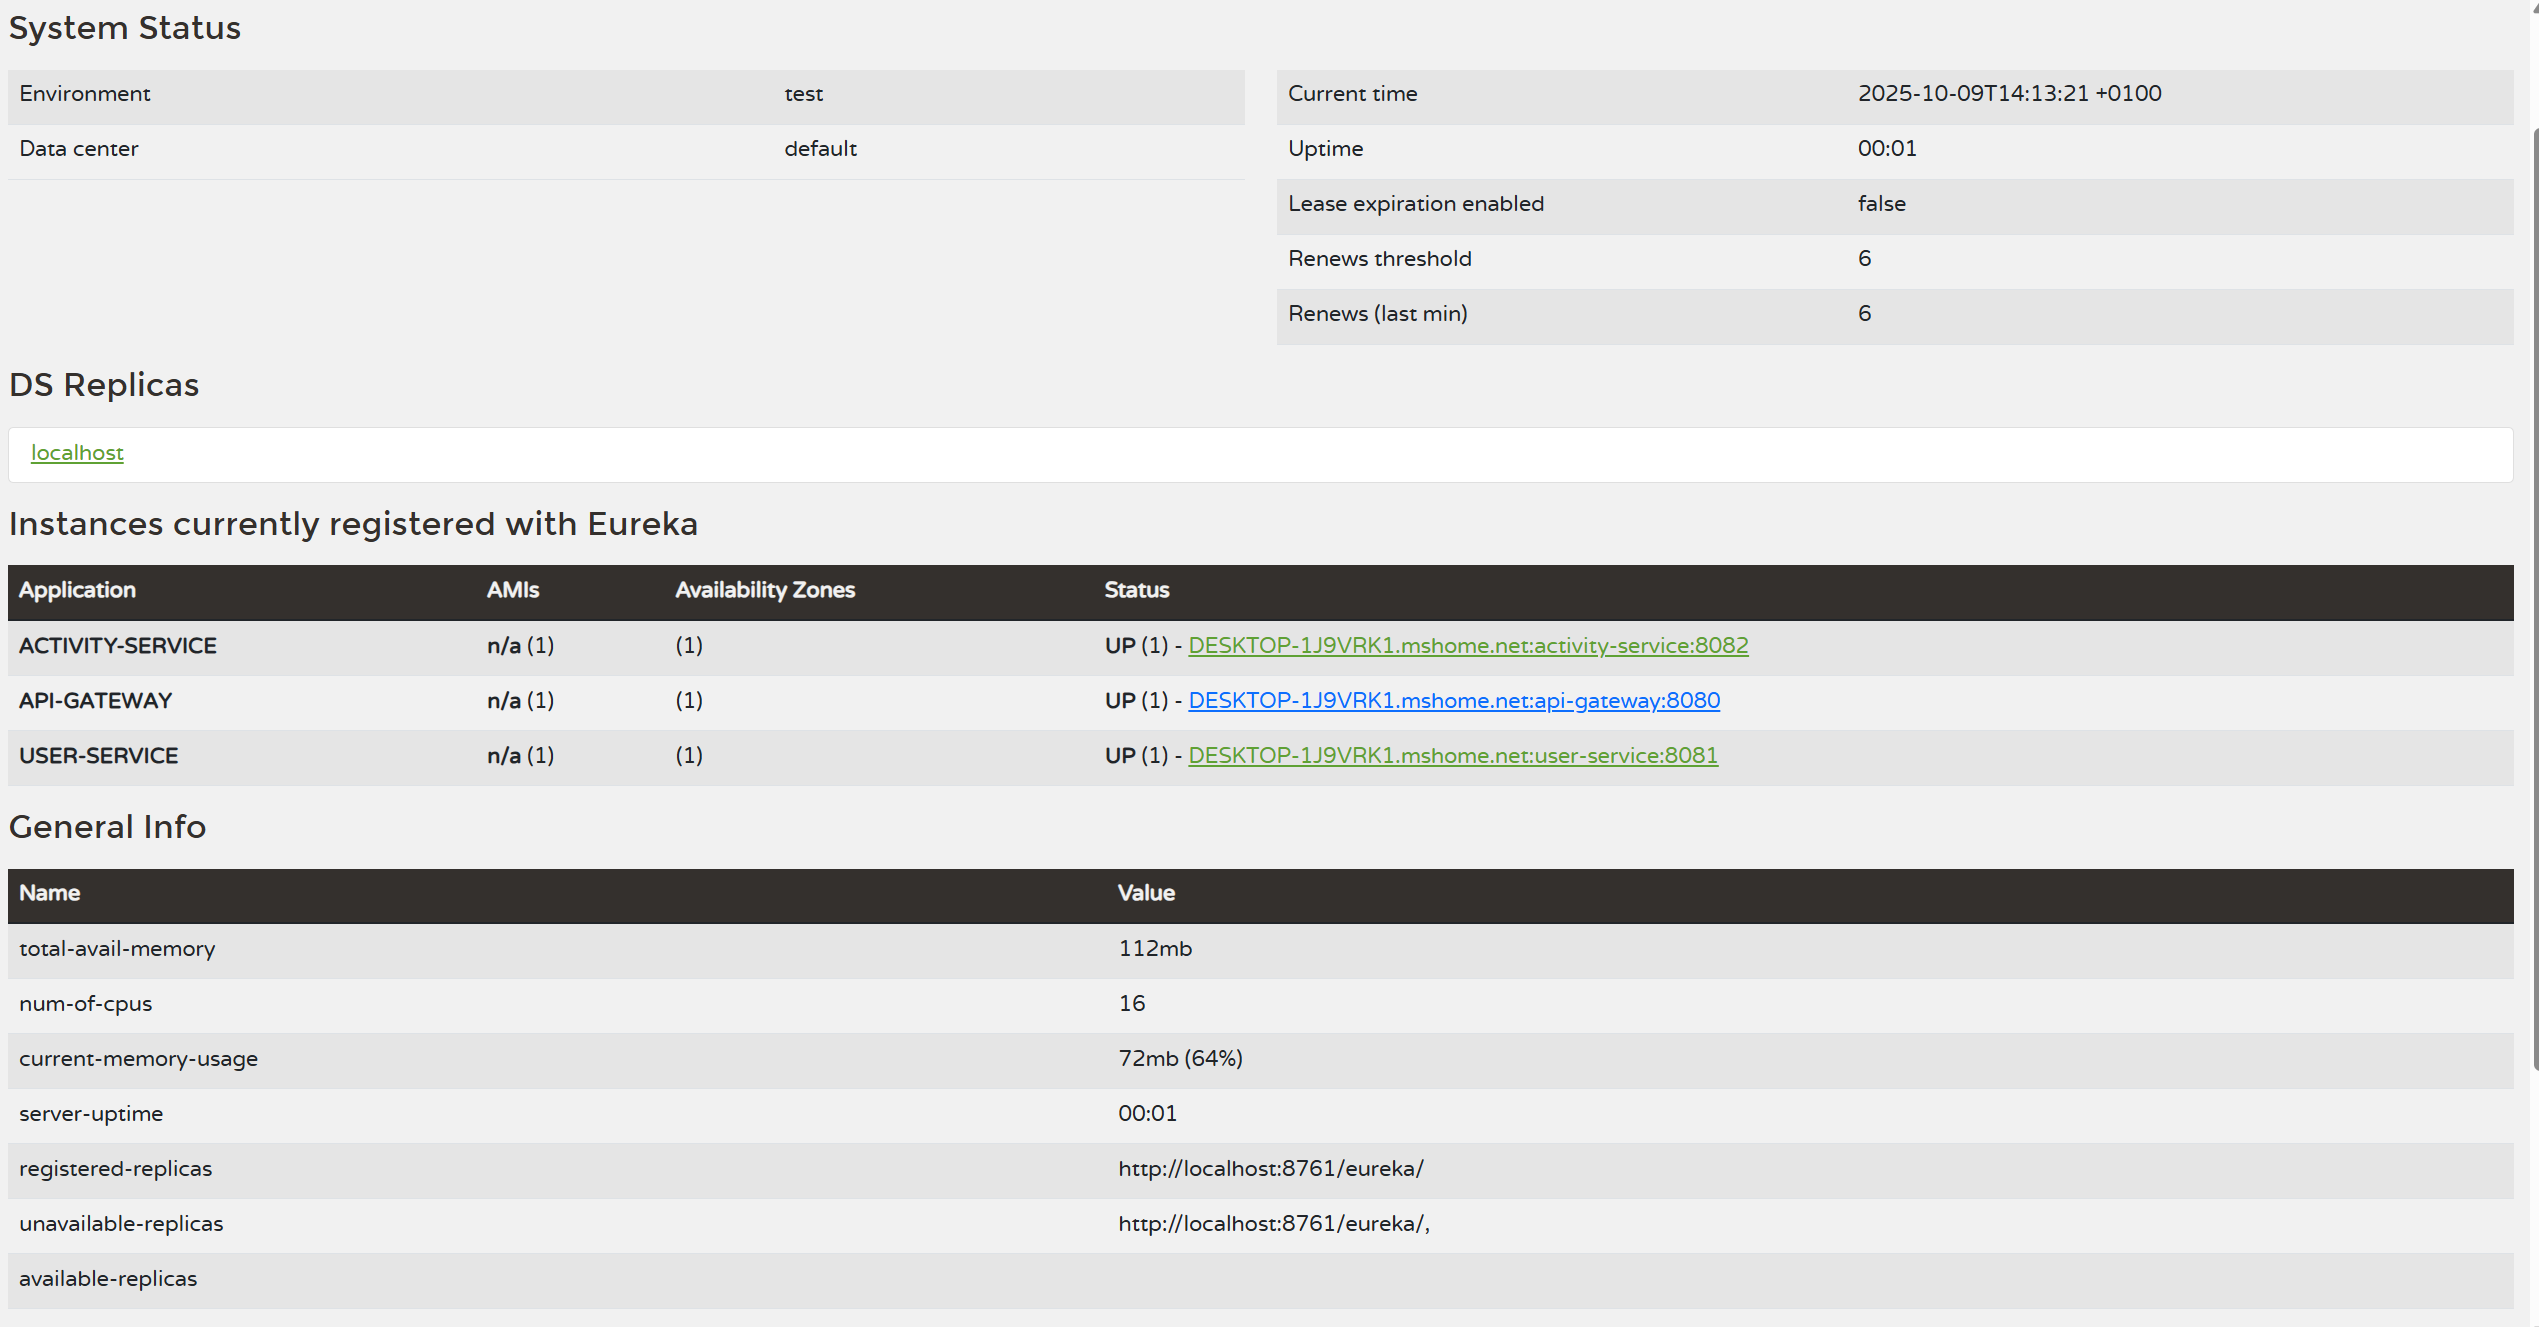 System Status
Environment test
Data center default
Current time 2025-10-09T14:13:21 +0100
Uptime 00:01
Lease expiration enabled false
Renews threshold 6
Renews (last min) 6
DS Replicas
localhost
Instances currently registered with Eureka
Application AMIs Availability Zones Status
ACTIVITY-SERVICE n/a (1) (1) UP (1) - DESKTOP-1J9VRK1.mshome.net:activity-service:8082
API-GATEWAY n/a (1) (1) UP (1) - DESKTOP-1J9VRK1.mshome.net:api-gateway:8080
USER-SERVICE n/a (1) (1) UP (1) - DESKTOP-1J9VRK1.mshome.net:user-service:8081
General Info
Name Value
total-avail-memory 112mb
num-of-cpus 16
current-memory-usage 72mb (64%)
server-uptime 00:01
registered-replicas http://localhost:8761/eureka/
unavailable-replicas http://localhost:8761/eureka/,
available-replicas